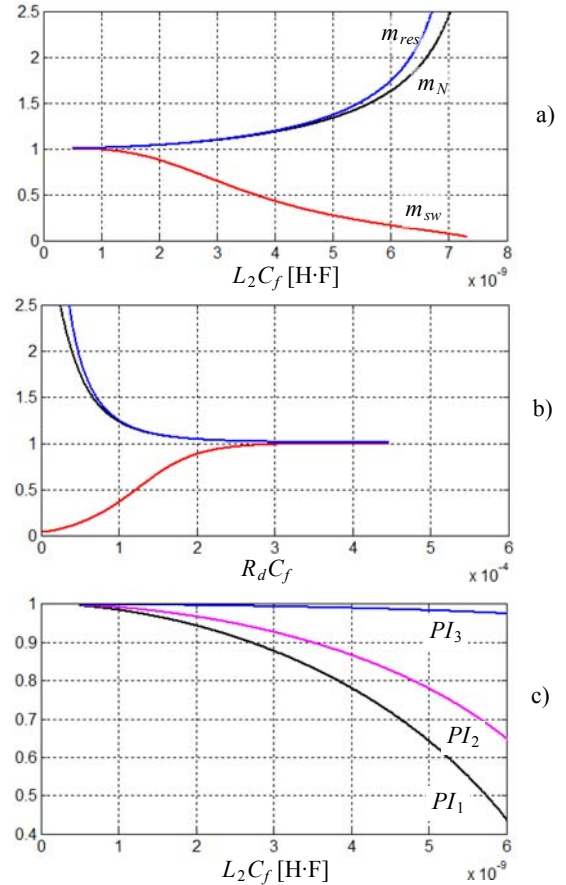 2.5
2
1.5
1
0.5
0
m_res
m_N
m_sw
a)
0 1 2 3 4 5 6 7 8
L_2C_f [H·F]
x 10^-9
2.5
2
1.5
1
0.5
0
b)
0 1 2 3 4 5 6
R_dC_f
x 10^-4
1
0.9
0.8
0.7
0.6
0.5
0.4
PI_3
PI_2
PI_1
c)
0 1 2 3 4 5 6
L_2C_f [H·F]
x 10^-9